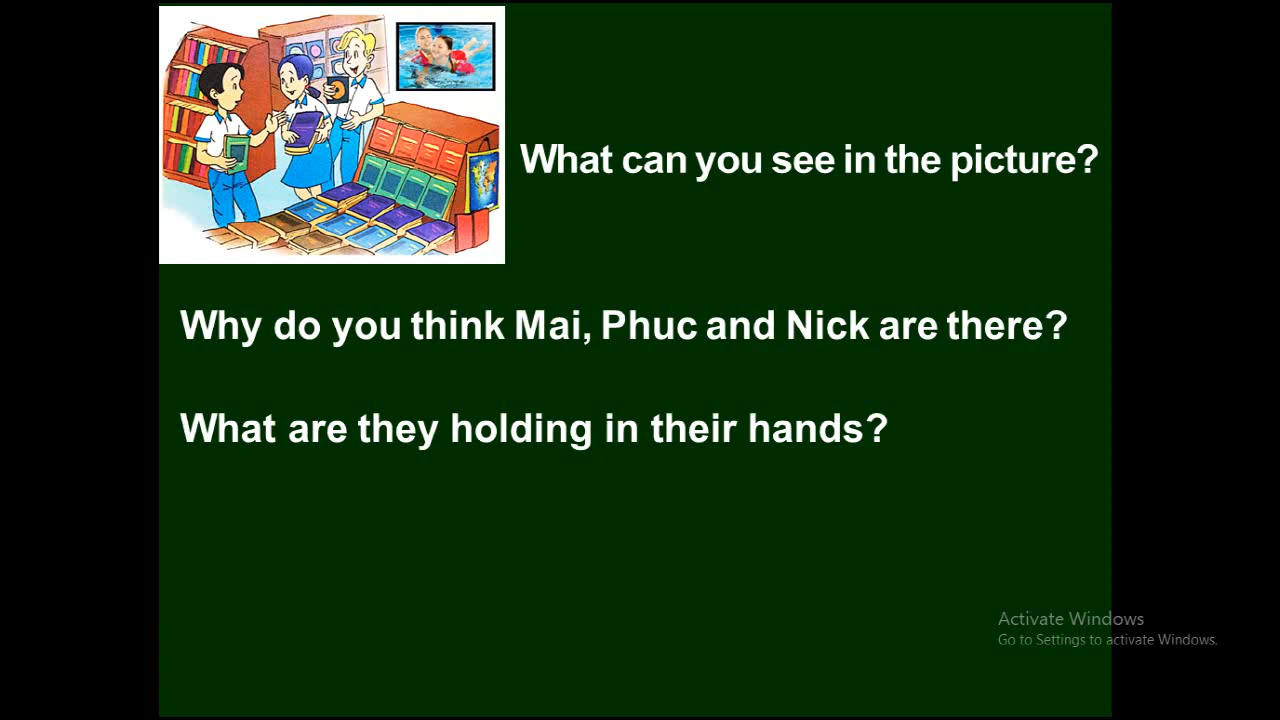 What can you see in the picture?
Why do you think Mai, Phuc and Nick are there?
What are they holding in their hands?
Activate Windows
Go to Settings to activate Windows.